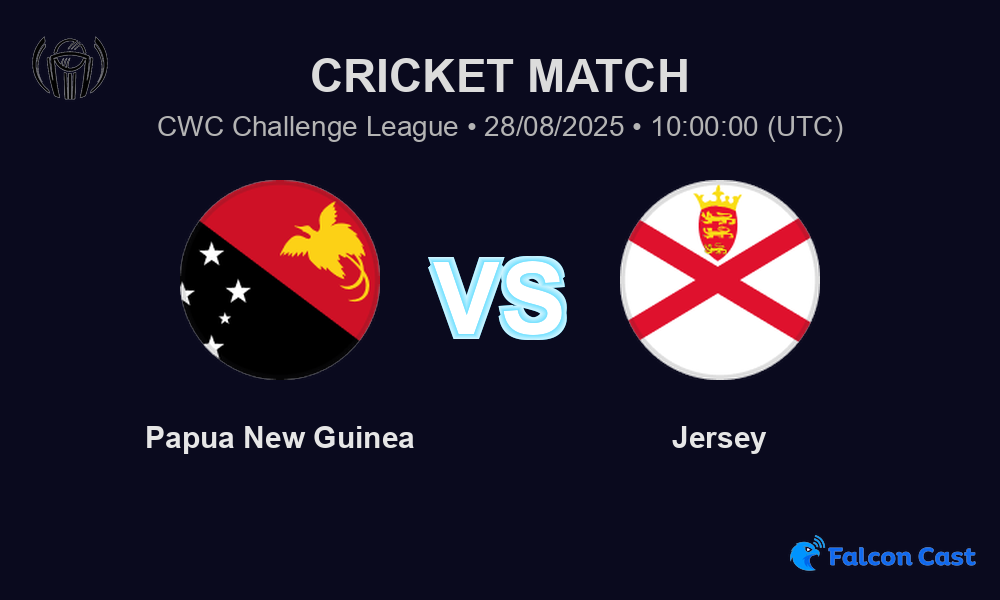 CRICKET MATCH
CWC Challenge League • 28/08/2025 • 10:00:00 (UTC)
VS
Papua New Guinea
Jersey
Falcon Cast